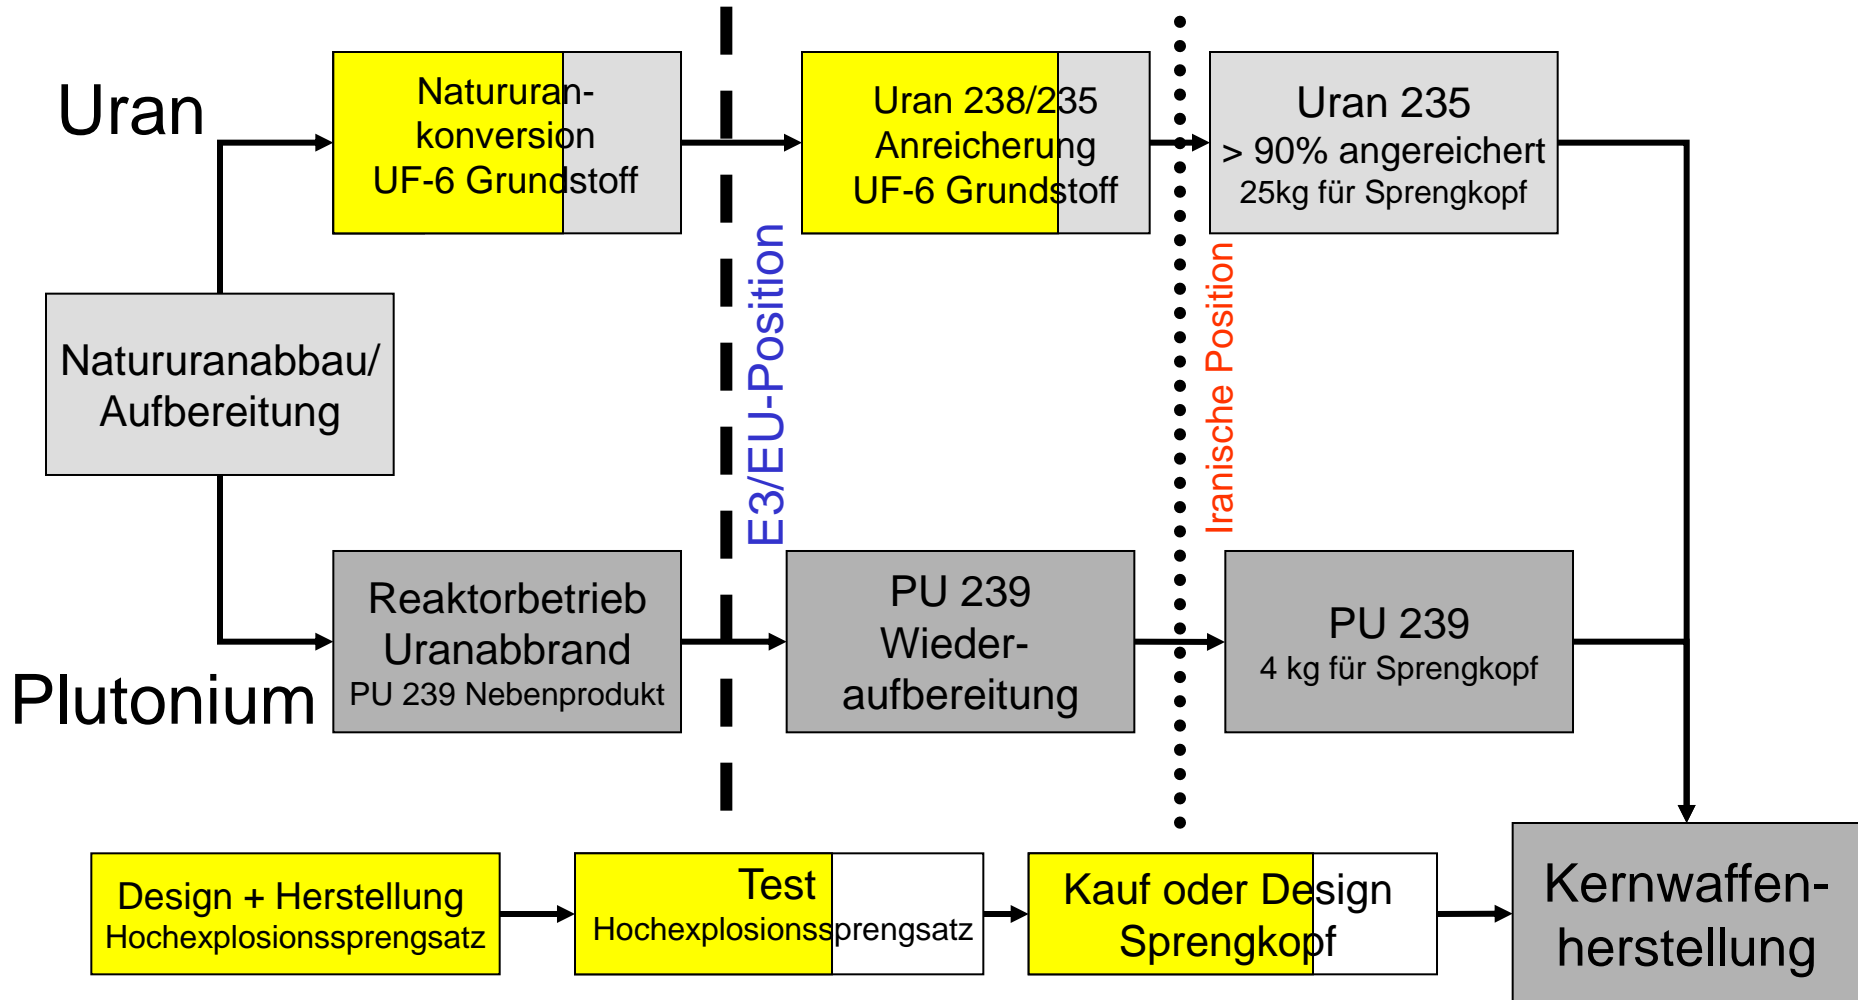 Uran
Natururan-
konversion
UF-6 Grundstoff
Uran 238/235
Anreicherung
UF-6 Grundstoff
Uran 235
> 90% angereichert
25kg für Sprengkopf
Natururanabbau/
Aufbereitung
E3/EU-Position
Iranische Position
Plutonium
Reaktorbetrieb
Uranabbrand
PU 239 Nebenprodukt
PU 239
Wieder-
aufbereitung
PU 239
4 kg für Sprengkopf
Design + Herstellung
Hochexplosionssprengsatz
Test
Hochexplosionssprengsatz
Kauf oder Design
Sprengkopf
Kernwaffen-
herstellung